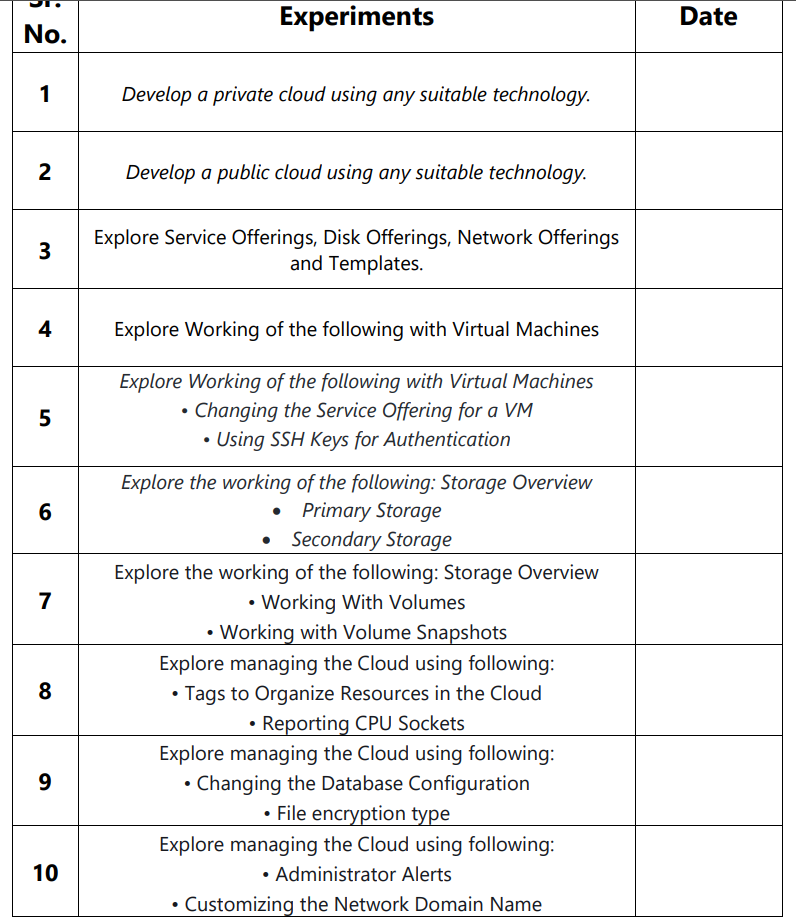 Sr.
No.
Experiments
Date
1
Develop a private cloud using any suitable technology.
2
Develop a public cloud using any suitable technology.
3
Explore Service Offerings, Disk Offerings, Network Offerings
and Templates.
4
Explore Working of the following with Virtual Machines
5
Explore Working of the following with Virtual Machines
• Changing the Service Offering for a VM
• Using SSH Keys for Authentication
6
Explore the working of the following: Storage Overview
• Primary Storage
• Secondary Storage
7
Explore the working of the following: Storage Overview
• Working With Volumes
• Working with Volume Snapshots
8
Explore managing the Cloud using following:
• Tags to Organize Resources in the Cloud
• Reporting CPU Sockets
9
Explore managing the Cloud using following:
• Changing the Database Configuration
• File encryption type
10
Explore managing the Cloud using following:
• Administrator Alerts
• Customizing the Network Domain Name